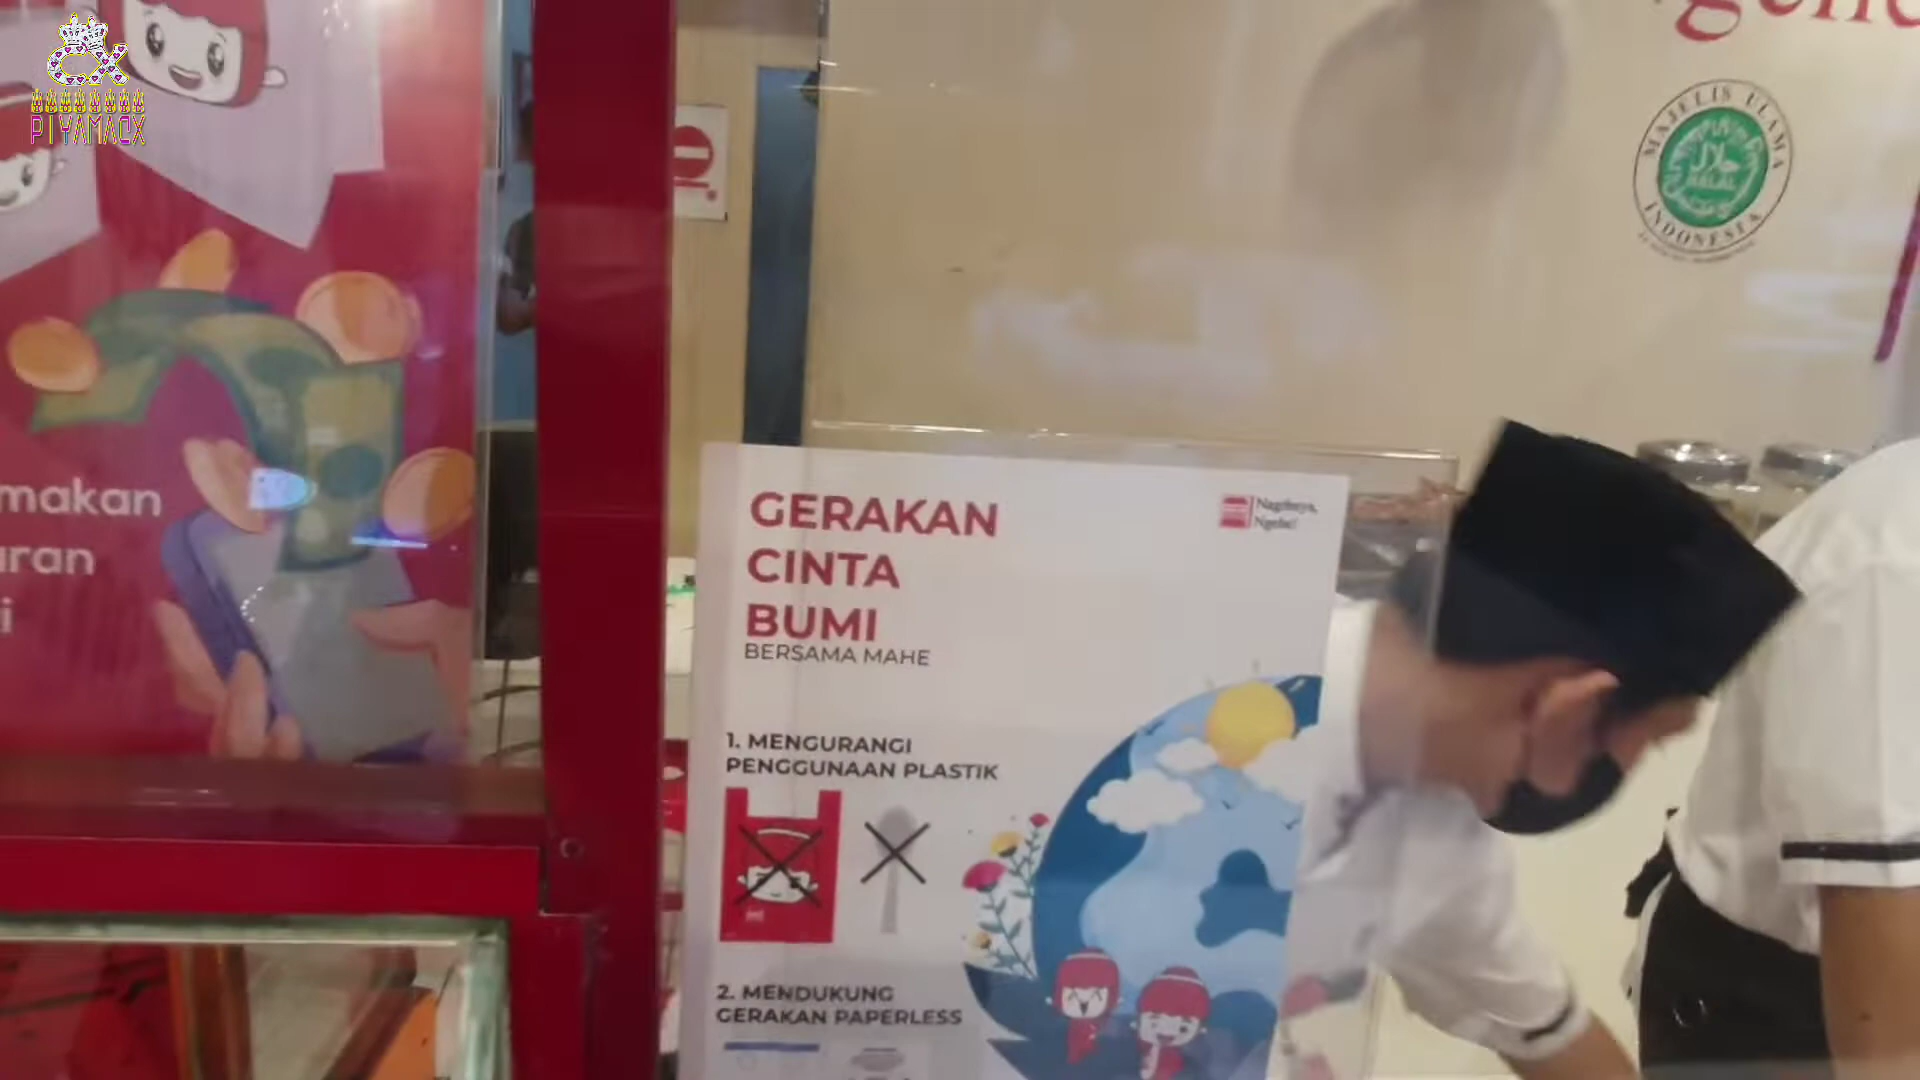 PIYAMACX
makan
uran
i
MAJELIS ULAMA
HALAL
INDONESIA
GERAKAN
CINTA
BUMI
BERSAMA MAHE
Nagihnya,
1. MENGURANGI
PENGGUNAAN PLASTIK
2. MENDUKUNG
GERAKAN PAPERLESS